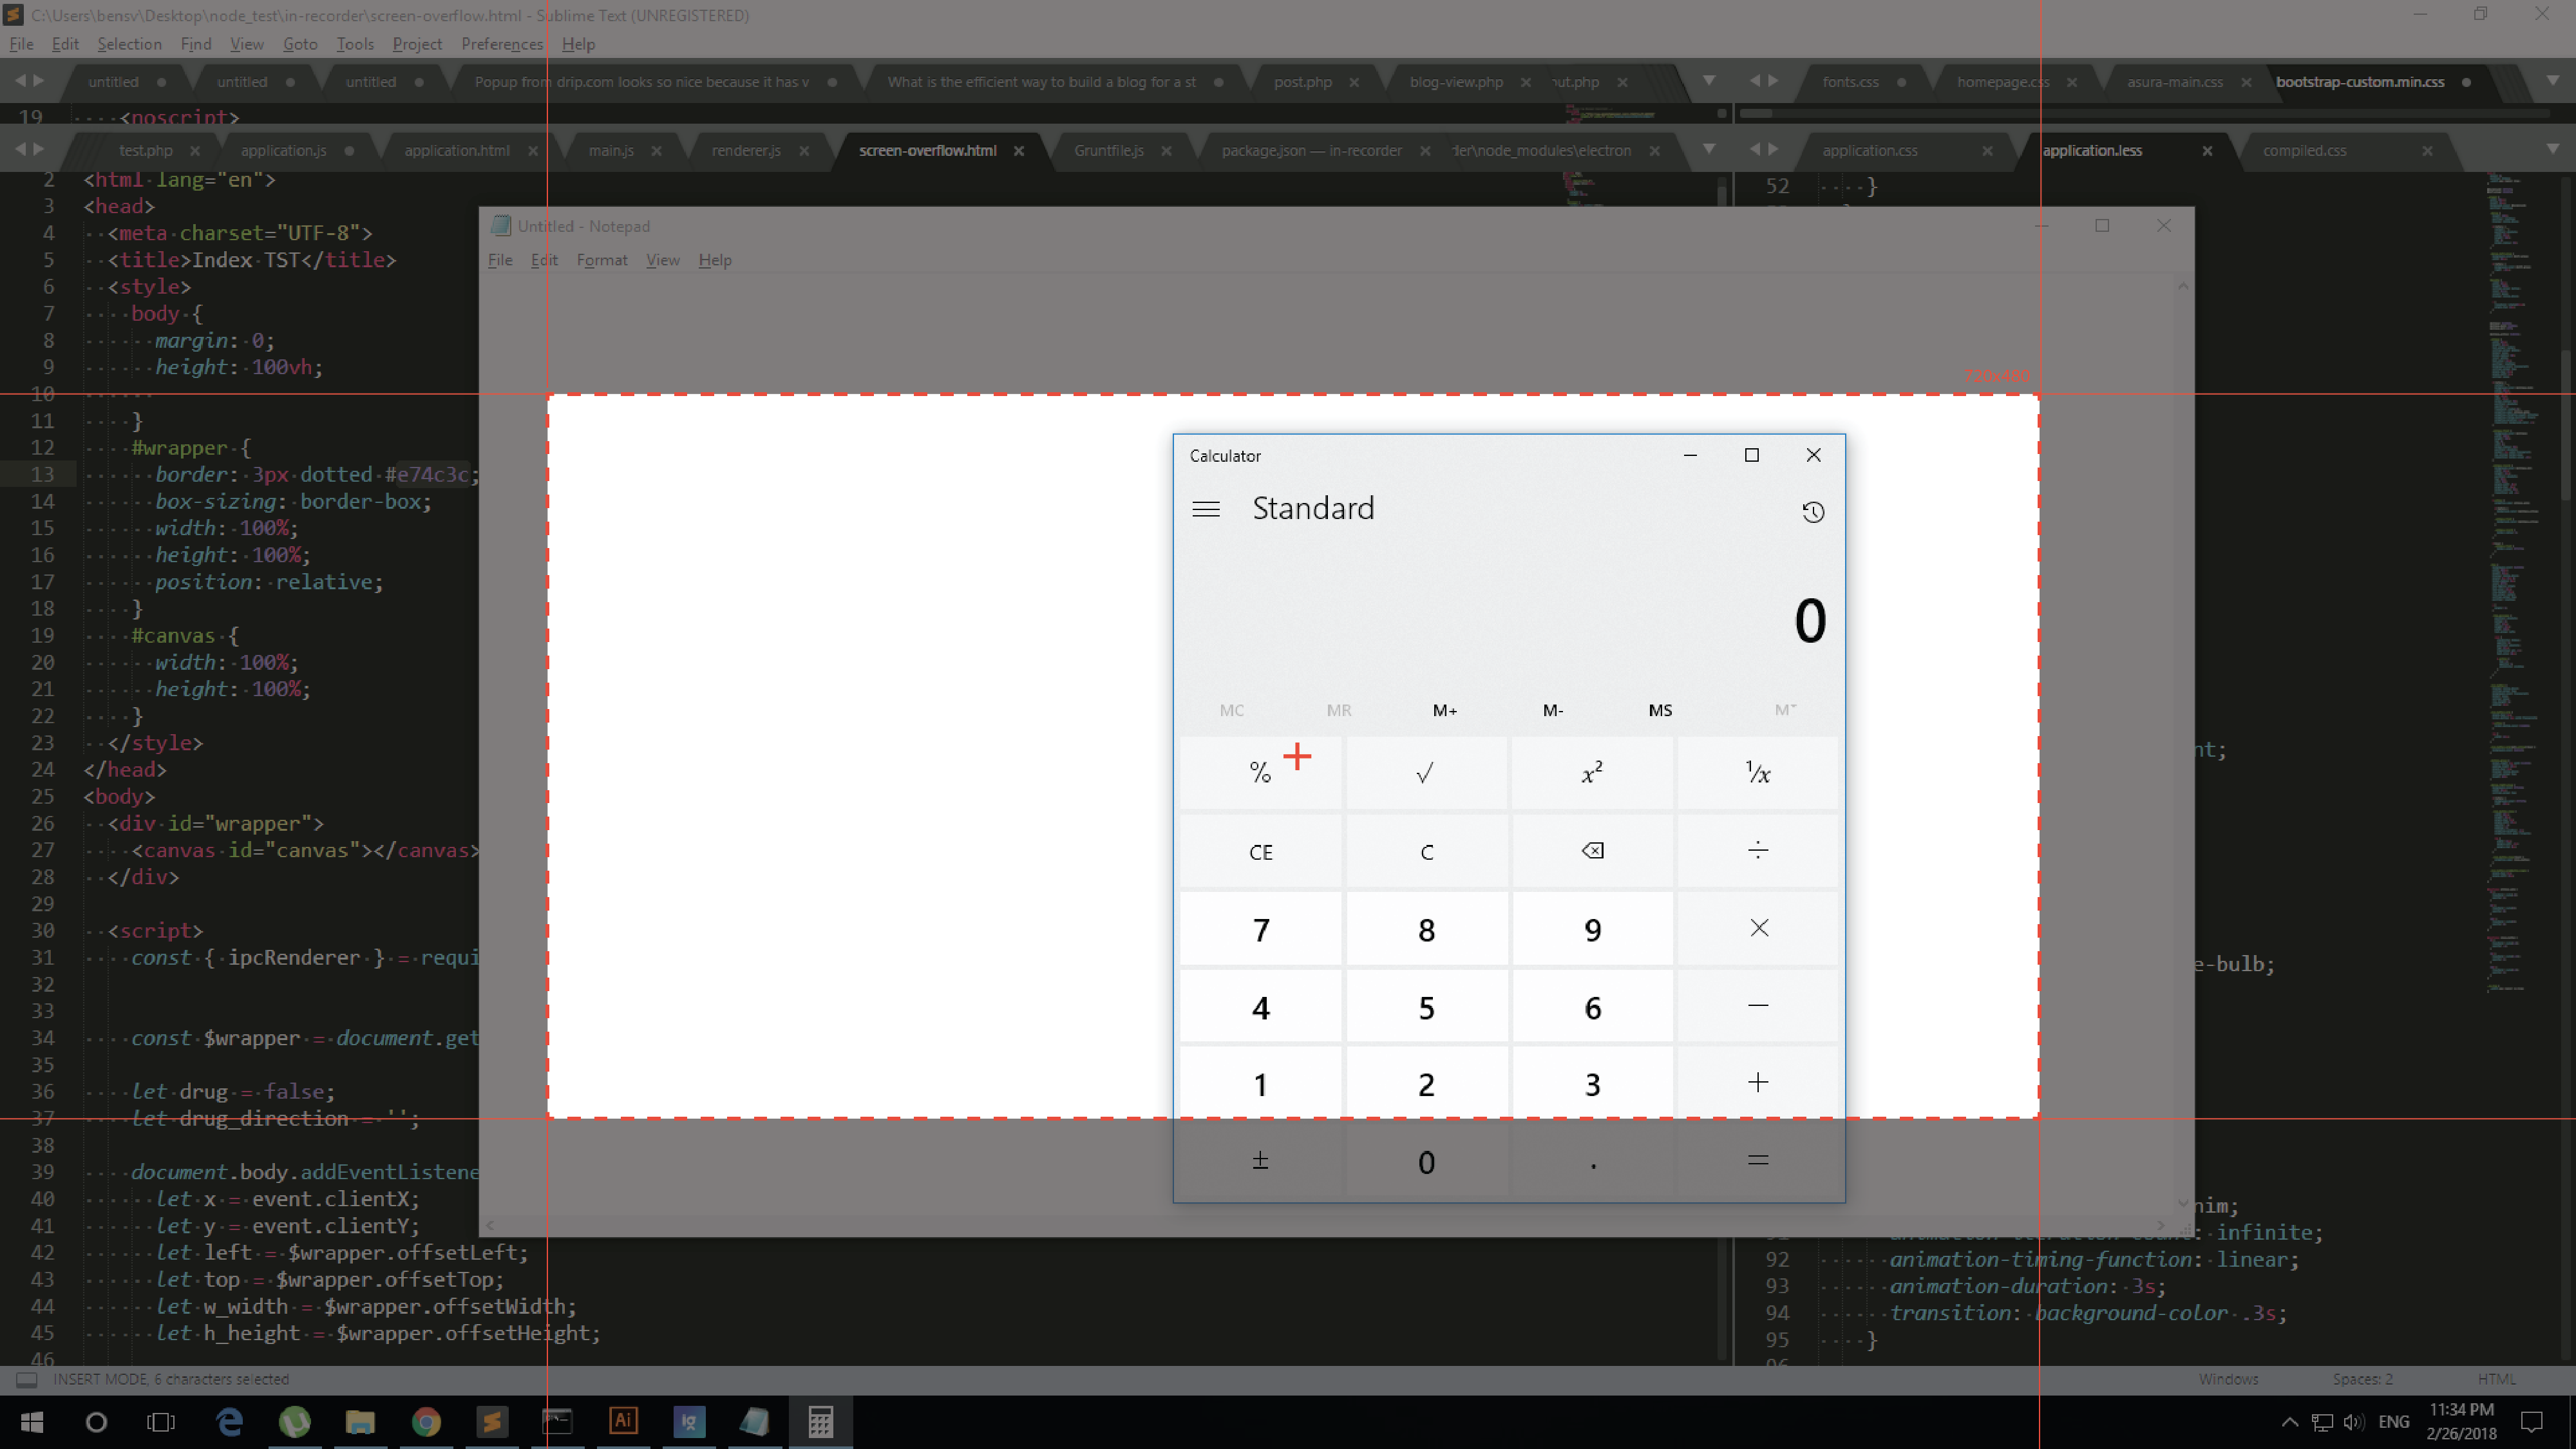 C:\Users\bensv\Desktop\node_test\in-recorder\screen-overflow.html - Sublime Text (UNREGISTERED)
File Edit Selection Find View Goto Tools Project Preferences Help
untitled untitled untitled Popup from drip.com looks so nice because it has v What is the efficient way to build a blog for a st post.php blog-view.php fonts.css homepage.css asura-main.css bootstrap-custom.min.css
19 <noscript>
test.php application.js application.html main.js renderer.js screen-overflow.html Gruntfile.js package.json — in-recorder \node_modules\electron application.css application.less compiled.css
2 <html lang="en">
3 <head>
4 <meta charset="UTF-8">
5 <title>Index TST</title>
6 <style>
7 body {
8 margin: 0;
9 height: 100vh;
10
11 }
12 #wrapper {
13 border: 3px dotted #e74c3c;
14 box-sizing: border-box;
15 width: 100%;
16 height: 100%;
17 position: relative;
18 }
19 #canvas {
20 width: 100%;
21 height: 100%;
22 }
23 </style>
24 </head>
25 <body>
26 <div id="wrapper">
27 <canvas id="canvas"></canvas>
28 </div>
29
30 <script>
31 const { ipcRenderer } = requi
32
33
34 const $wrapper = document.get
35
36 let drug = false;
37 let drug_direction = '';
38
39 document.body.addEventListene
40 let x = event.clientX;
41 let y = event.clientY;
42 let left = $wrapper.offsetLeft;
43 let top = $wrapper.offsetTop;
44 let w_width = $wrapper.offsetWidth;
45 let h_height = $wrapper.offsetHeight;
46
52 }
Untitled - Notepad
File Edit Format View Help
720x480
Calculator
Standard
0
MC MR M+ M- MS M
% √ x² ¹/x
CE C ÷
7 8 9 ×
4 5 6 −
1 2 3 +
± 0 . =
nt;
e-bulb;
nim;
infinite;
92 animation-timing-function: linear;
93 animation-duration: 3s;
94 transition: background-color .3s;
95 }
INSERT MODE, 6 characters selected
Windows Spaces: 2 HTML
Ai
Ig
ENG
11:34 PM
2/26/2018